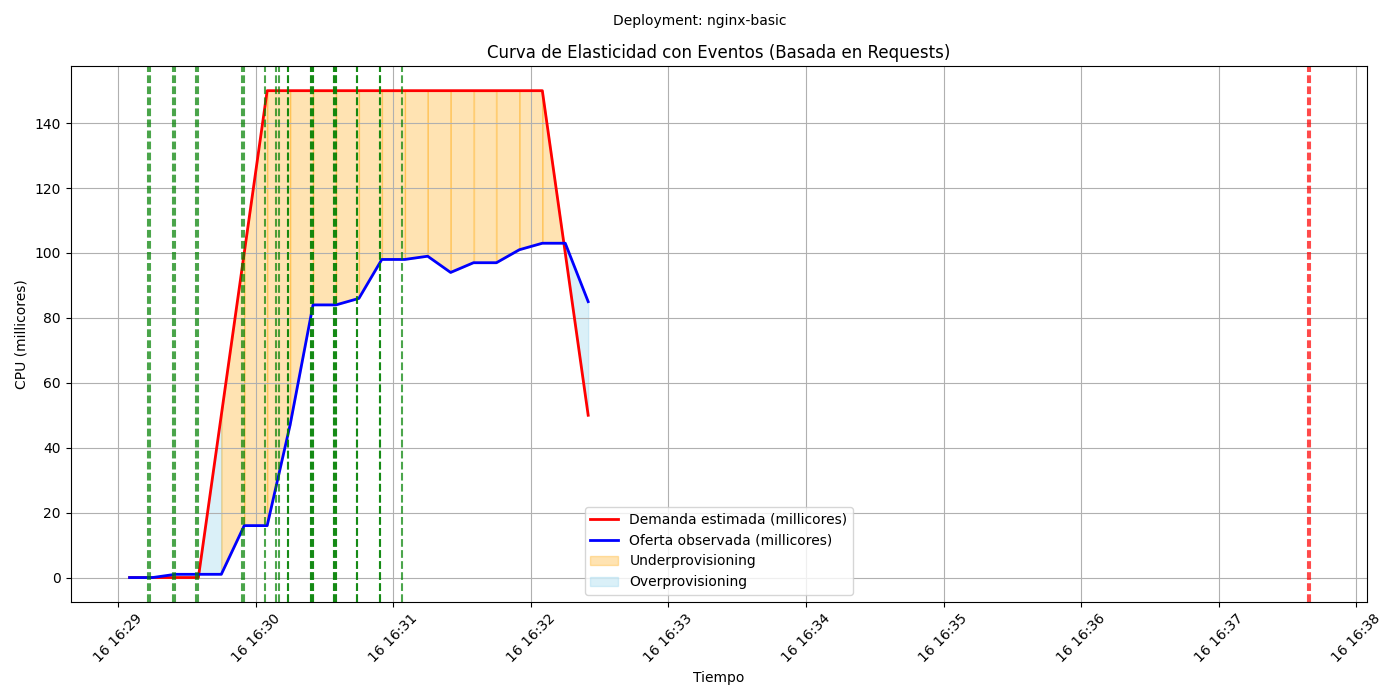 Deployment: nginx-basic
Curva de Elasticidad con Eventos (Basada en Requests)
CPU (millicores)
140
120
100
80
60
40
20
0
Demanda estimada (millicores)
Oferta observada (millicores)
Underprovisioning
Overprovisioning
16 16:29
16 16:30
16 16:31
16 16:32
16 16:33
16 16:34
16 16:35
16 16:36
16 16:37
16 16:38
Tiempo